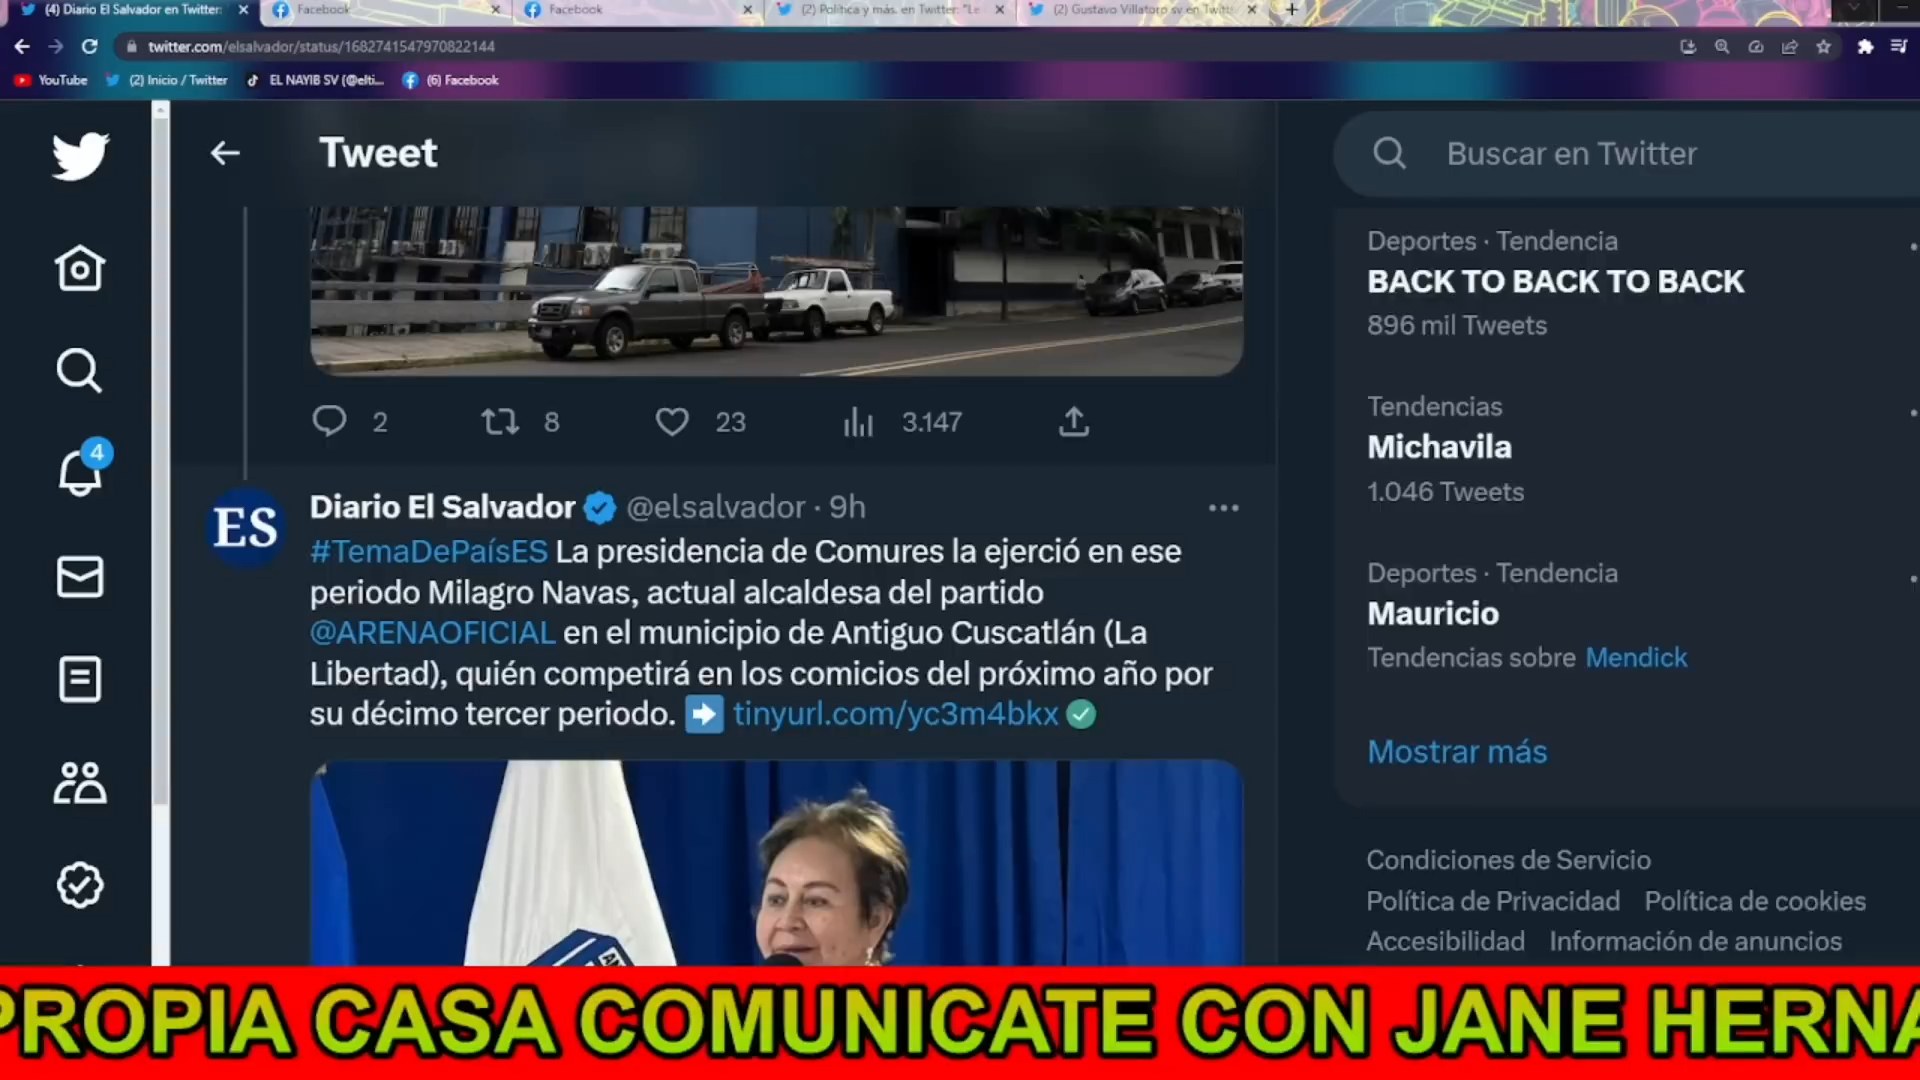 (4) Diario El Salvador en Twitter:
Facebook
Facebook
(2) Política y más. en Twitter: "Le
(2) Gustavo Villatoro sv en Twitte
twitter.com/elsalvador/status/1682741547970822144
YouTube
(2) Inicio / Twitter
EL NAYIB SV (@elti...
(6) Facebook
Tweet
Buscar en Twitter
2 8 23 3.147
4
Diario El Salvador @elsalvador · 9h
ES
#TemaDePaísES La presidencia de Comures la ejerció en ese
periodo Milagro Navas, actual alcaldesa del partido
@ARENAOFICIAL en el municipio de Antiguo Cuscatlán (La
Libertad), quién competirá en los comicios del próximo año por
su décimo tercer periodo. ➡ tinyurl.com/yc3m4bkx
Deportes · Tendencia
BACK TO BACK TO BACK
896 mil Tweets
Tendencias
Michavila
1.046 Tweets
Deportes · Tendencia
Mauricio
Tendencias sobre Mendick
Mostrar más
Condiciones de Servicio
Política de Privacidad Política de cookies
Accesibilidad Información de anuncios
PROPIA CASA COMUNICATE CON JANE HERNA